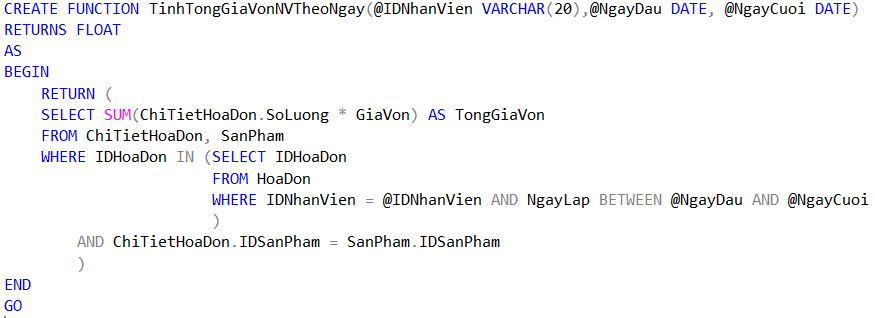 CREATE FUNCTION TinhTongGiaVonNVTheoNgay(@IDNhanVien VARCHAR(20),@NgayDau DATE, @NgayCuoi DATE)
RETURNS FLOAT
AS
BEGIN
    RETURN (
    SELECT SUM(ChiTietHoaDon.SoLuong * GiaVon) AS TongGiaVon
    FROM ChiTietHoaDon, SanPham
    WHERE IDHoaDon IN (SELECT IDHoaDon
                       FROM HoaDon
                       WHERE IDNhanVien = @IDNhanVien AND NgayLap BETWEEN @NgayDau AND @NgayCuoi
                       )
        AND ChiTietHoaDon.IDSanPham = SanPham.IDSanPham
        )
END
GO